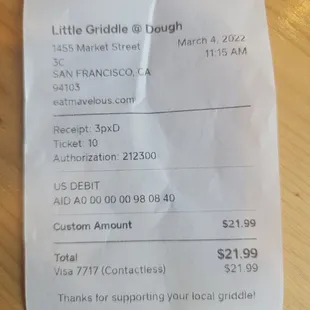 Little Griddle @ Dough
1455 Market Street
March 4, 2022
3C
11:15 AM
SAN FRANCISCO, CA
94103
eatmavelous.com
Receipt: 3pxD
Ticket: 10
Authorization: 212300
US DEBIT
AID A0 00 00 00 98 08 40
Custom Amount $21.99
Total $21.99
Visa 7717 (Contactless) $21.99
Thanks for supporting your local griddle!